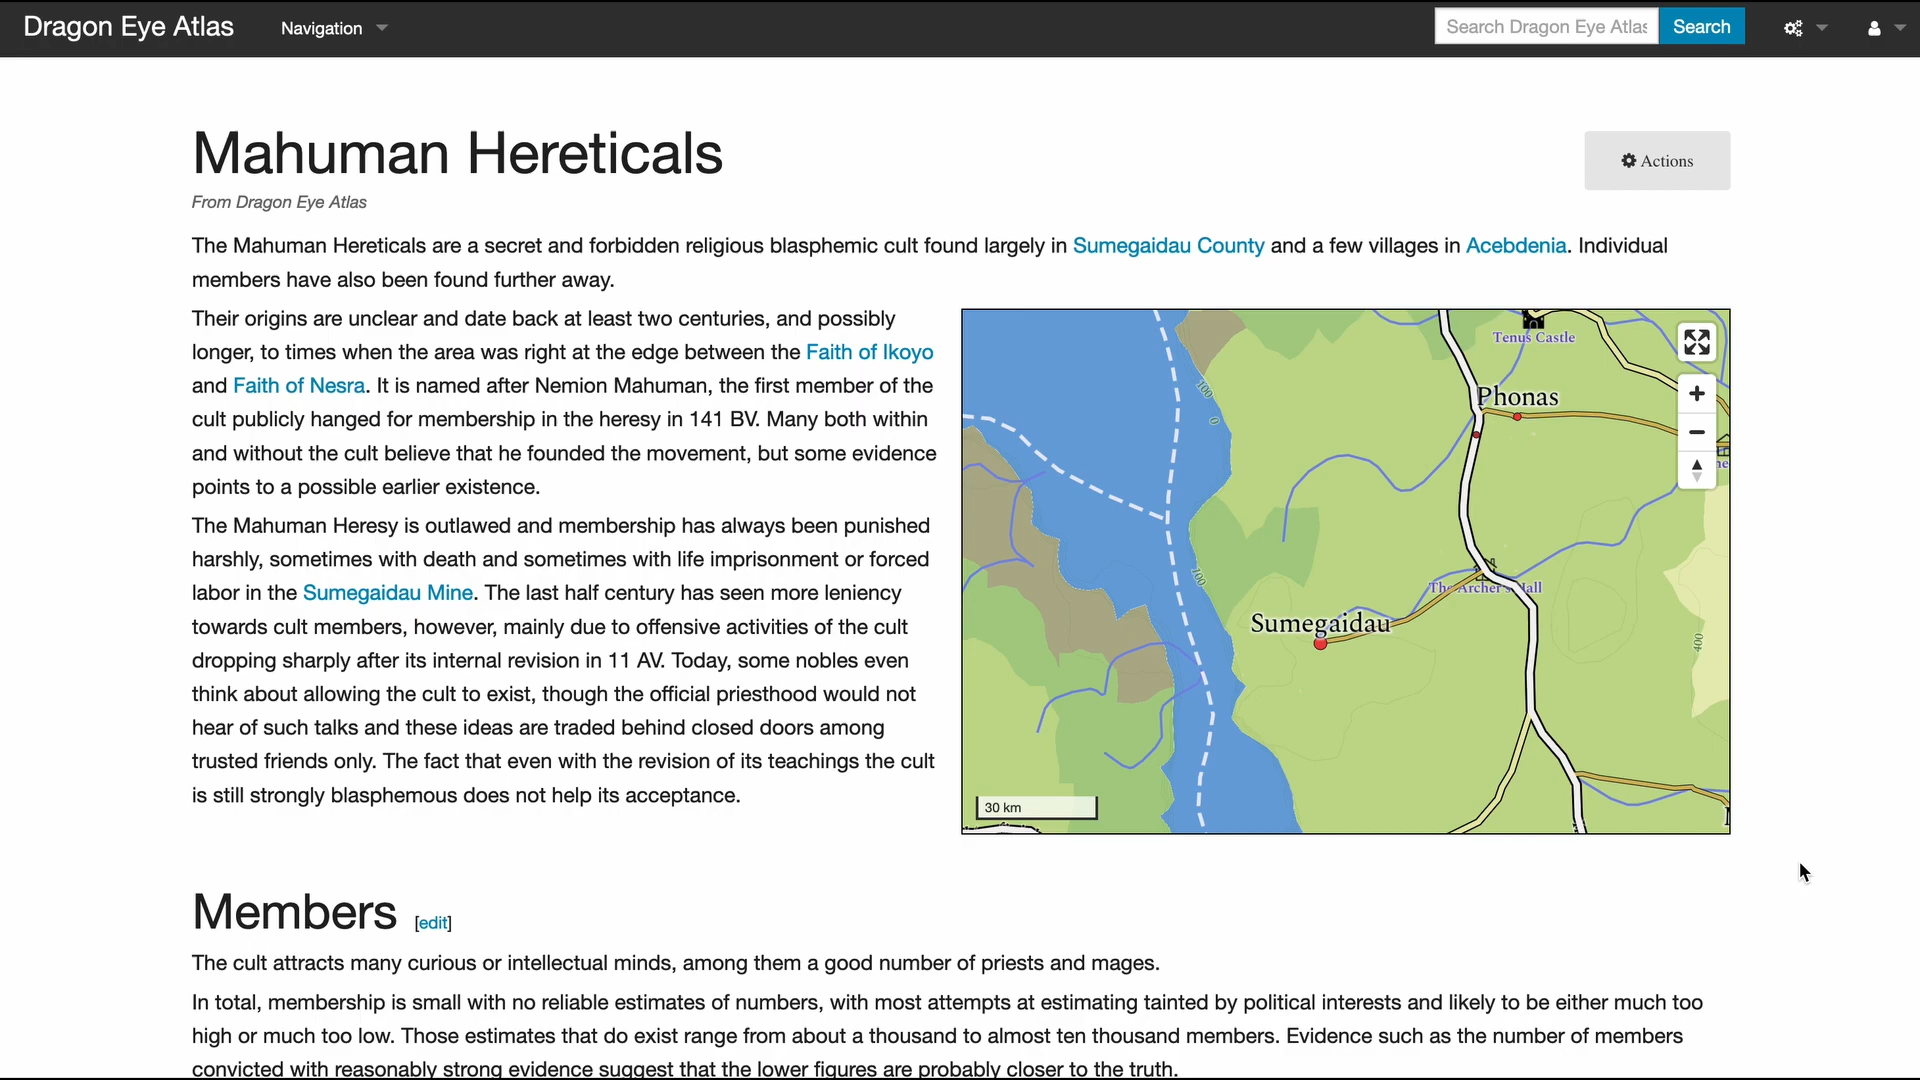 Dragon Eye Atlas
Navigation
Search Dragon Eye Atlas
Search
Mahuman Hereticals
Actions
From Dragon Eye Atlas
The Mahuman Hereticals are a secret and forbidden religious blasphemic cult found largely in Sumegaidau County and a few villages in Acebdenia. Individual
members have also been found further away.
Their origins are unclear and date back at least two centuries, and possibly
longer, to times when the area was right at the edge between the Faith of Ikoyo
and Faith of Nesra. It is named after Nemion Mahuman, the first member of the
cult publicly hanged for membership in the heresy in 141 BV. Many both within
and without the cult believe that he founded the movement, but some evidence
points to a possible earlier existence.
The Mahuman Heresy is outlawed and membership has always been punished
harshly, sometimes with death and sometimes with life imprisonment or forced
labor in the Sumegaidau Mine. The last half century has seen more leniency
towards cult members, however, mainly due to offensive activities of the cult
dropping sharply after its internal revision in 11 AV. Today, some nobles even
think about allowing the cult to exist, though the official priesthood would not
hear of such talks and these ideas are traded behind closed doors among
trusted friends only. The fact that even with the revision of its teachings the cult
is still strongly blasphemous does not help its acceptance.
Tenus Castle
Phonas
100
0
100
The Archer's Hall
Sumegaidau
400
30 km
Members [edit]
The cult attracts many curious or intellectual minds, among them a good number of priests and mages.
In total, membership is small with no reliable estimates of numbers, with most attempts at estimating tainted by political interests and likely to be either much too
high or much too low. Those estimates that do exist range from about a thousand to almost ten thousand members. Evidence such as the number of members
convicted with reasonably strong evidence suggest that the lower figures are probably closer to the truth.